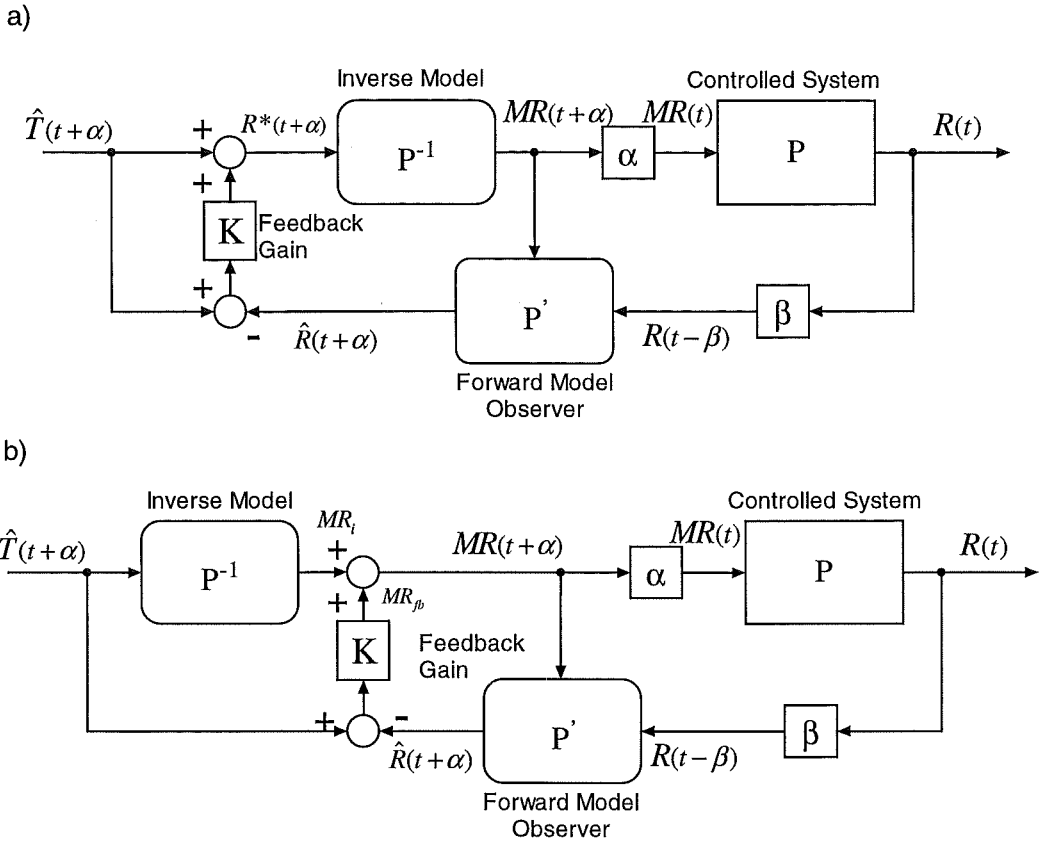 a)
Inverse Model
Controlled System
T̂(t+α)
+
R*(t+α)
P⁻¹
MR(t+α)
α
MR(t)
P
R(t)
+
K
Feedback
Gain
+
-
R̂(t+α)
P’
R(t−β)
β
Forward Model
Observer
b)
Inverse Model
Controlled System
T̂(t+α)
P⁻¹
MRᵢ
+
MR(t+α)
α
MR(t)
P
R(t)
+
MR_fb
K
Feedback
Gain
+
-
R̂(t+α)
P’
R(t−β)
β
Forward Model
Observer